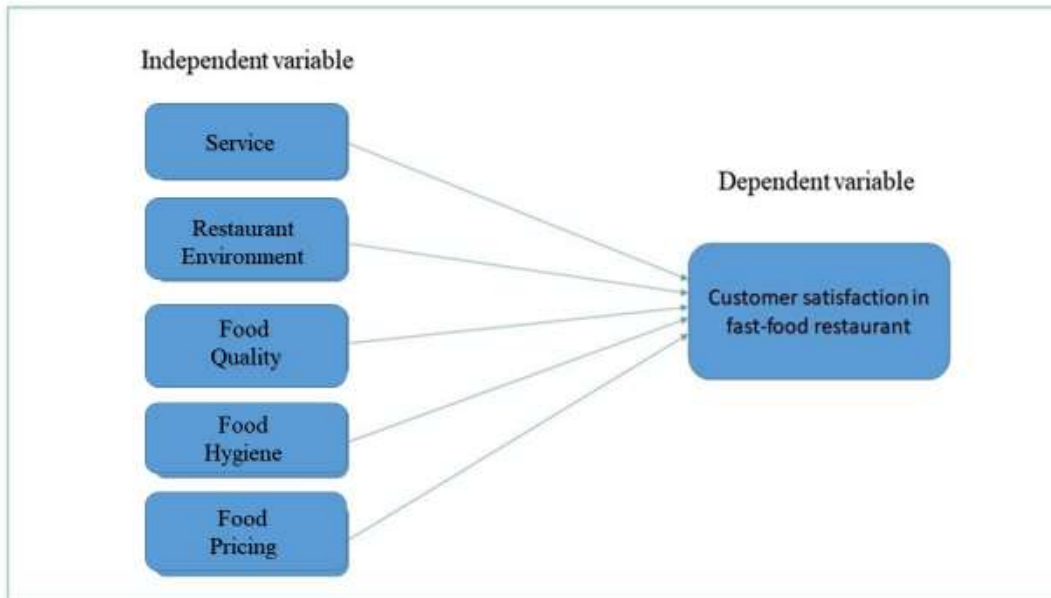 Independent variable
Service
Restaurant
Environment
Food
Quality
Food
Hygiene
Food
Pricing
Dependent variable
Customer satisfaction in
fast-food restaurant